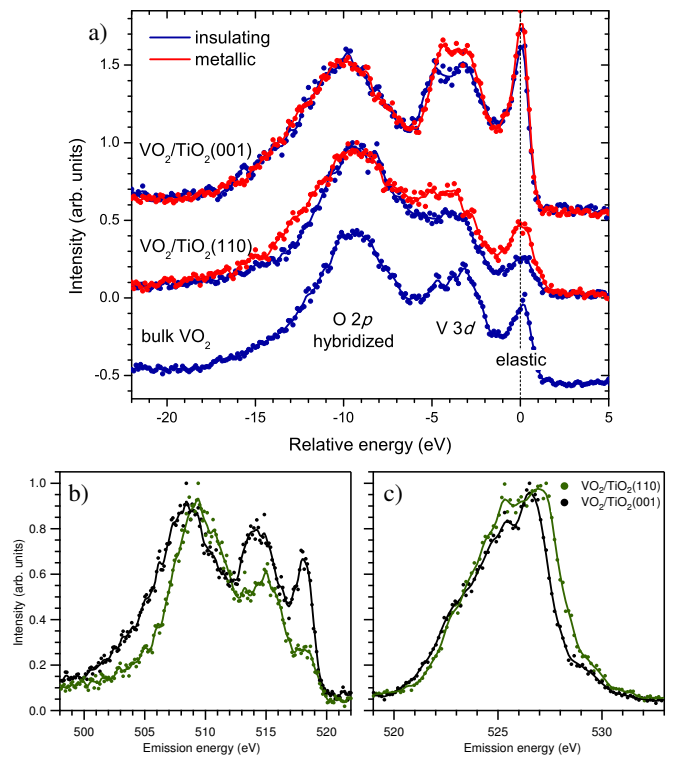 a)
insulating
metallic
1.5
1.0
0.5
0.0
-0.5
Intensity (arb. units)
VO2/TiO2(001)
VO2/TiO2(110)
bulk VO2
O 2p
hybridized
V 3d
elastic
-20 -15 -10 -5 0 5
Relative energy (eV)
b)
1.0
0.8
0.6
0.4
0.2
0.0
Intensity (arb. units)
500 505 510 515 520
Emission energy (eV)
c)
VO2/TiO2(110)
VO2/TiO2(001)
520 525 530
Emission energy (eV)